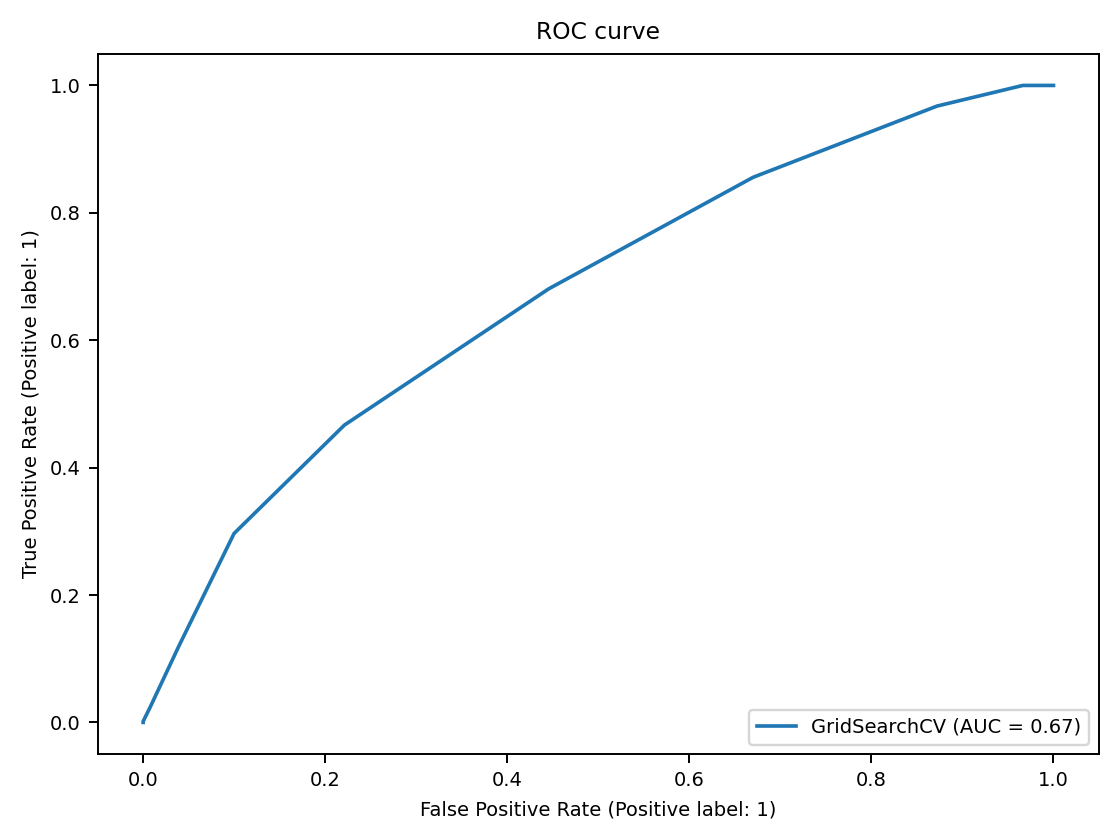 ROC curve
True Positive Rate (Positive label: 1)
1.0
0.8
0.6
0.4
0.2
0.0
0.0 0.2 0.4 0.6 0.8 1.0
False Positive Rate (Positive label: 1)
GridSearchCV (AUC = 0.67)